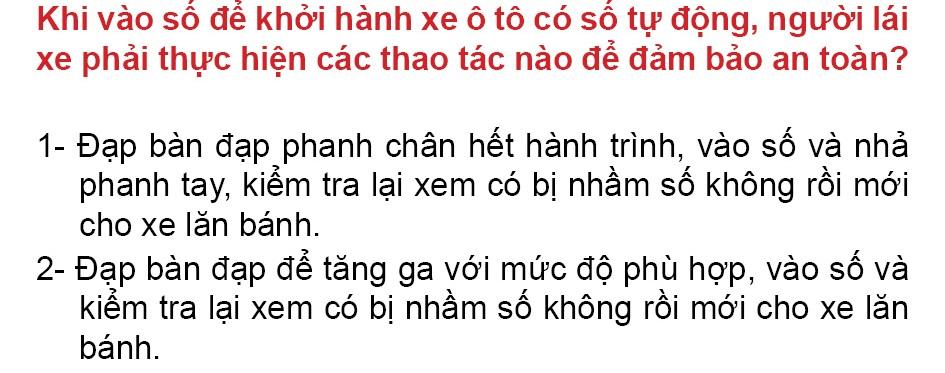 Khi vào số để khởi hành xe ô tô có số tự động, người lái
xe phải thực hiện các thao tác nào để đảm bảo an toàn?
1- Đạp bàn đạp phanh chân hết hành trình, vào số và nhả
phanh tay, kiểm tra lại xem có bị nhầm số không rồi mới
cho xe lăn bánh.
2- Đạp bàn đạp để tăng ga với mức độ phù hợp, vào số và
kiểm tra lại xem có bị nhầm số không rồi mới cho xe lăn
bánh.